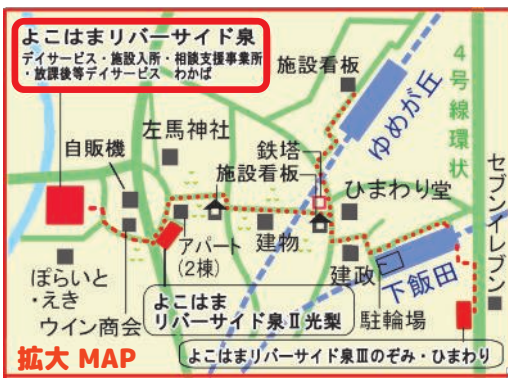 よこはまリバーサイド泉
デイサービス・施設入所・相談支援事業所
・放課後等デイサービス わかば
施設看板
ゆめが丘
4号線環状
セブンイレブン
左馬神社
自販機
鉄塔
施設看板
ひまわり堂
アパート
(2棟)
建物
建政
下飯田
駐輪場
ぽらいと
・えき
ウイン商会
よこはま
リバーサイド泉Ⅱ光梨
よこはまリバーサイド泉Ⅲのぞみ・ひまわり
拡大 MAP